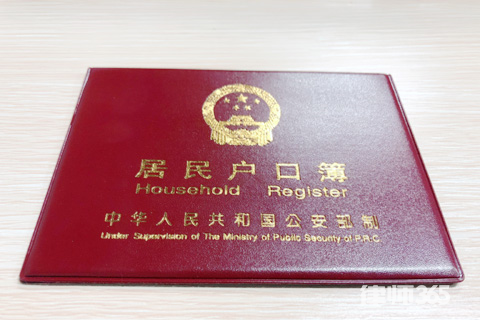 居民户口簿
Household Register
中华人民共和国公安部制
Under Supervision of The Ministry of Public Security of P.R.C.
律师365